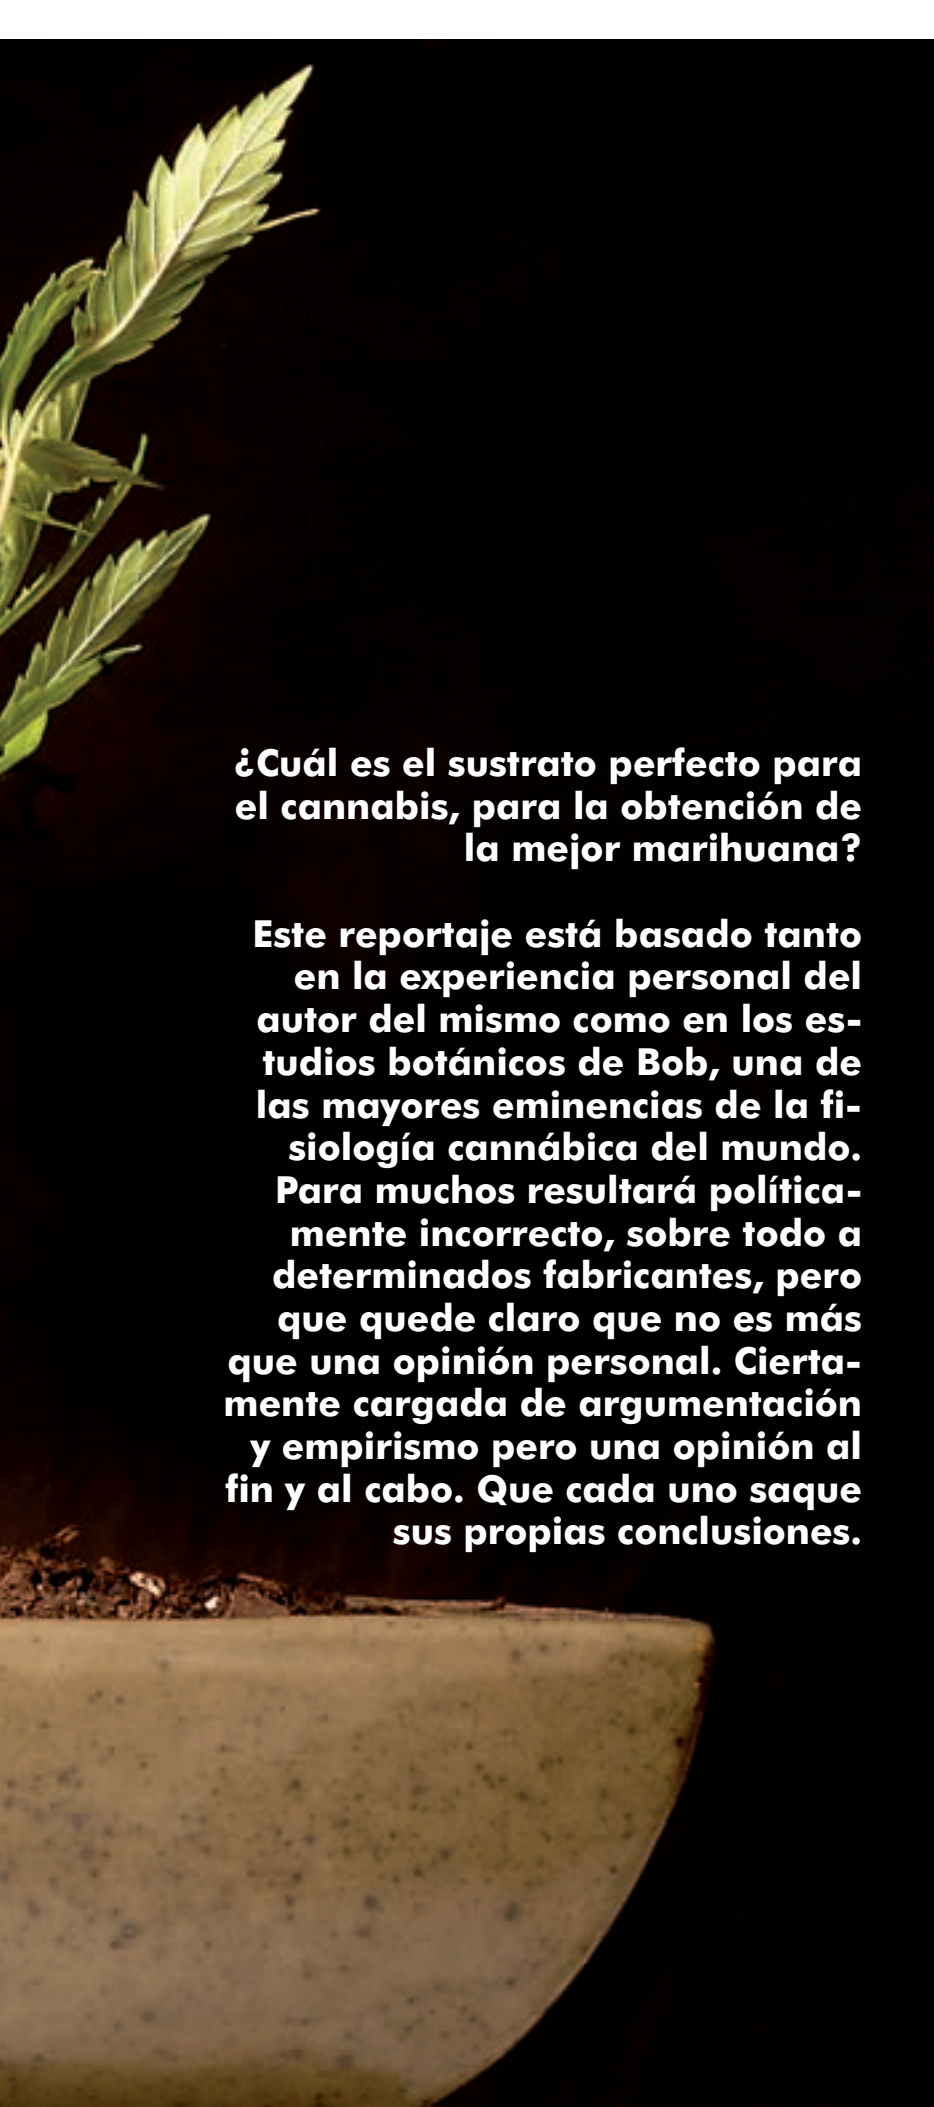 ¿Cuál es el sustrato perfecto para
el cannabis, para la obtención de
la mejor marihuana?
Este reportaje está basado tanto
en la experiencia personal del
autor del mismo como en los es-
tudios botánicos de Bob, una de
las mayores eminencias de la fi-
siología cannábica del mundo.
Para muchos resultará política-
mente incorrecto, sobre todo a
determinados fabricantes, pero
que quede claro que no es más
que una opinión personal. Cierta-
mente cargada de argumentación
y empirismo pero una opinión al
fin y al cabo. Que cada uno saque
sus propias conclusiones.